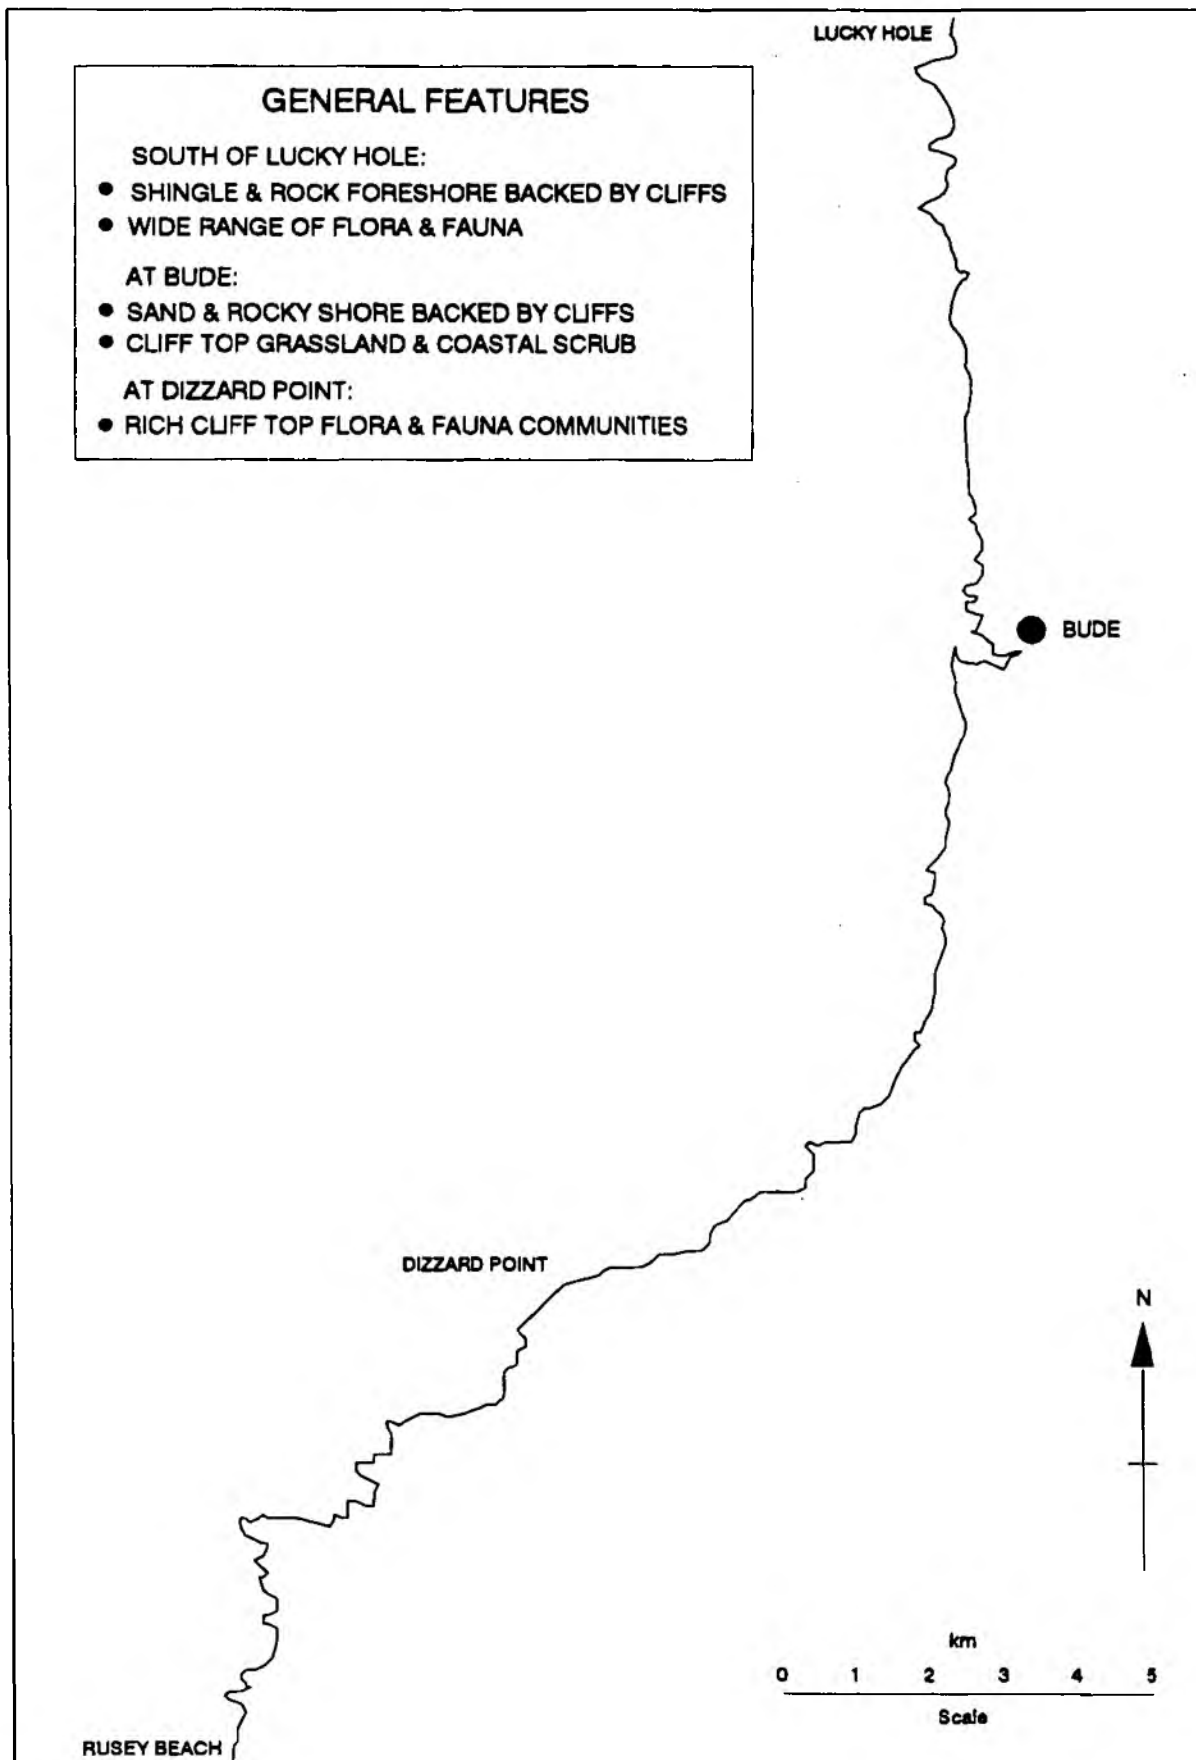 LUCKY HOLE
GENERAL FEATURES
SOUTH OF LUCKY HOLE:
● SHINGLE & ROCK FORESHORE BACKED BY CLIFFS
● WIDE RANGE OF FLORA & FAUNA
AT BUDE:
● SAND & ROCKY SHORE BACKED BY CLIFFS
● CLIFF TOP GRASSLAND & COASTAL SCRUB
AT DIZZARD POINT:
● RICH CLIFF TOP FLORA & FAUNA COMMUNITIES
BUDE
DIZZARD POINT
N
km
0 1 2 3 4 5
Scale
RUSEY BEACH